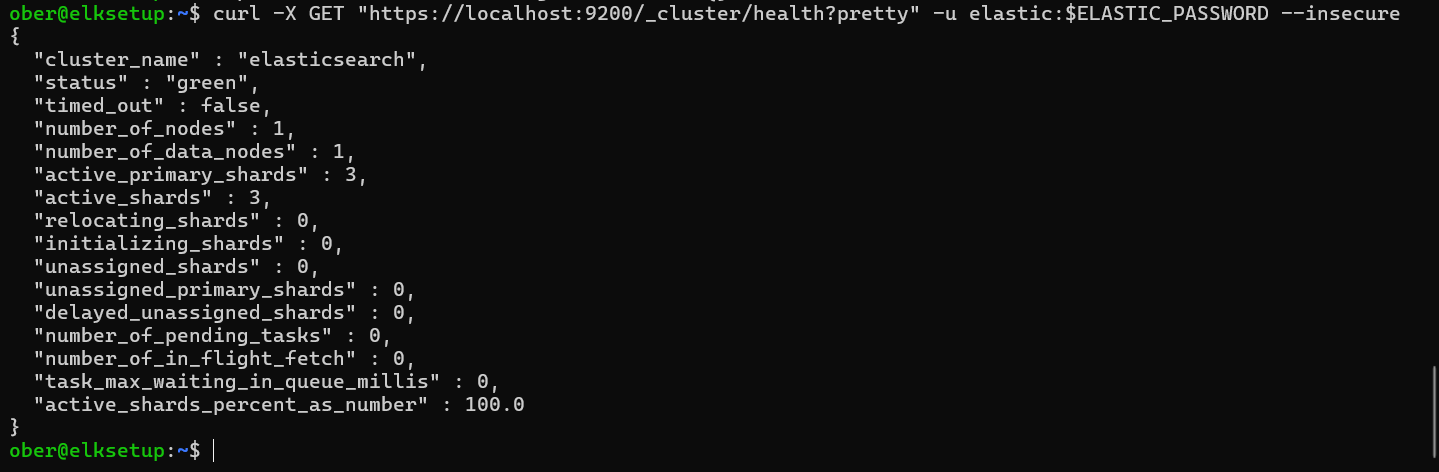 ober@elksetup:~$ curl -X GET "https://localhost:9200/_cluster/health?pretty" -u elastic:$ELASTIC_PASSWORD --insecure
{
  "cluster_name" : "elasticsearch",
  "status" : "green",
  "timed_out" : false,
  "number_of_nodes" : 1,
  "number_of_data_nodes" : 1,
  "active_primary_shards" : 3,
  "active_shards" : 3,
  "relocating_shards" : 0,
  "initializing_shards" : 0,
  "unassigned_shards" : 0,
  "unassigned_primary_shards" : 0,
  "delayed_unassigned_shards" : 0,
  "number_of_pending_tasks" : 0,
  "number_of_in_flight_fetch" : 0,
  "task_max_waiting_in_queue_millis" : 0,
  "active_shards_percent_as_number" : 100.0
}
ober@elksetup:~$